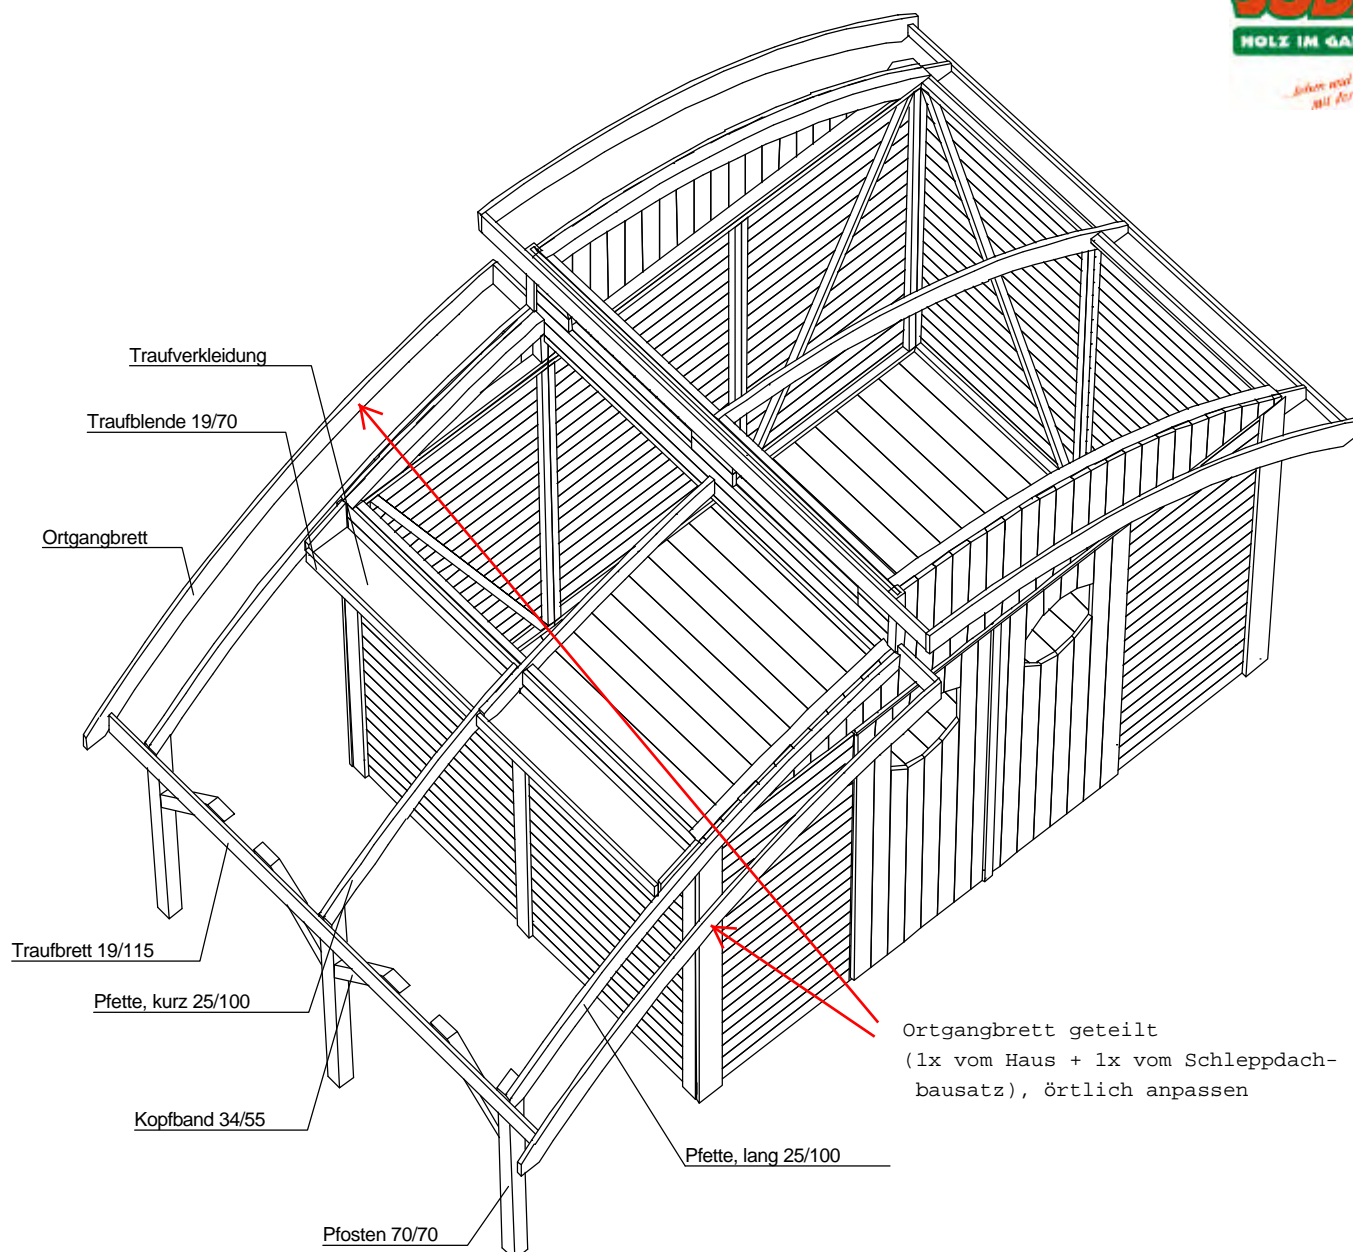 HOLZ IM GA
Traufverkleidung
Traufblende 19/70
Ortgangbrett
Traufbrett 19/115
Pfette, kurz 25/100
Kopfband 34/55
Pfosten 70/70
Pfette, lang 25/100
Ortgangbrett geteilt
(1x vom Haus + 1x vom Schleppdach-
bausatz), örtlich anpassen